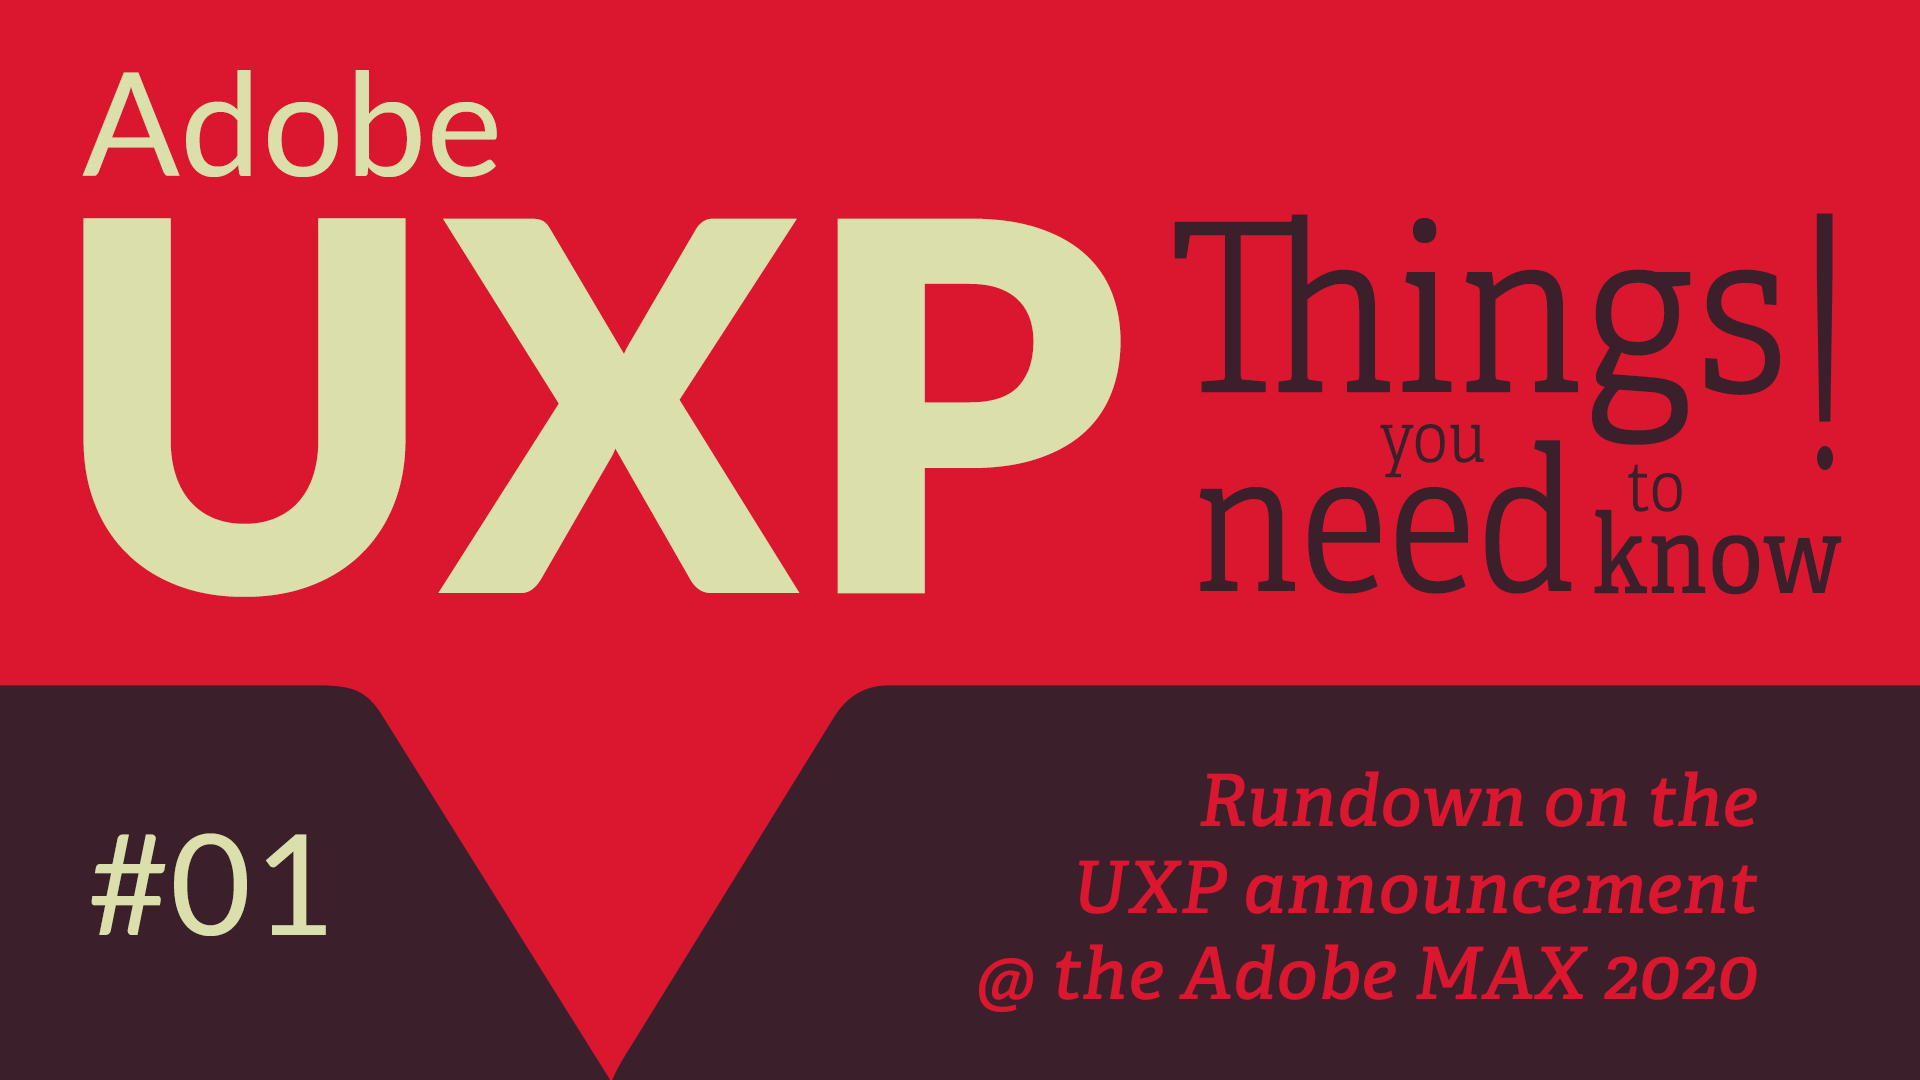 Adobe
UXP
Things!
you
need to
know
#01
Rundown on the
UXP announcement
@ the Adobe MAX 2020